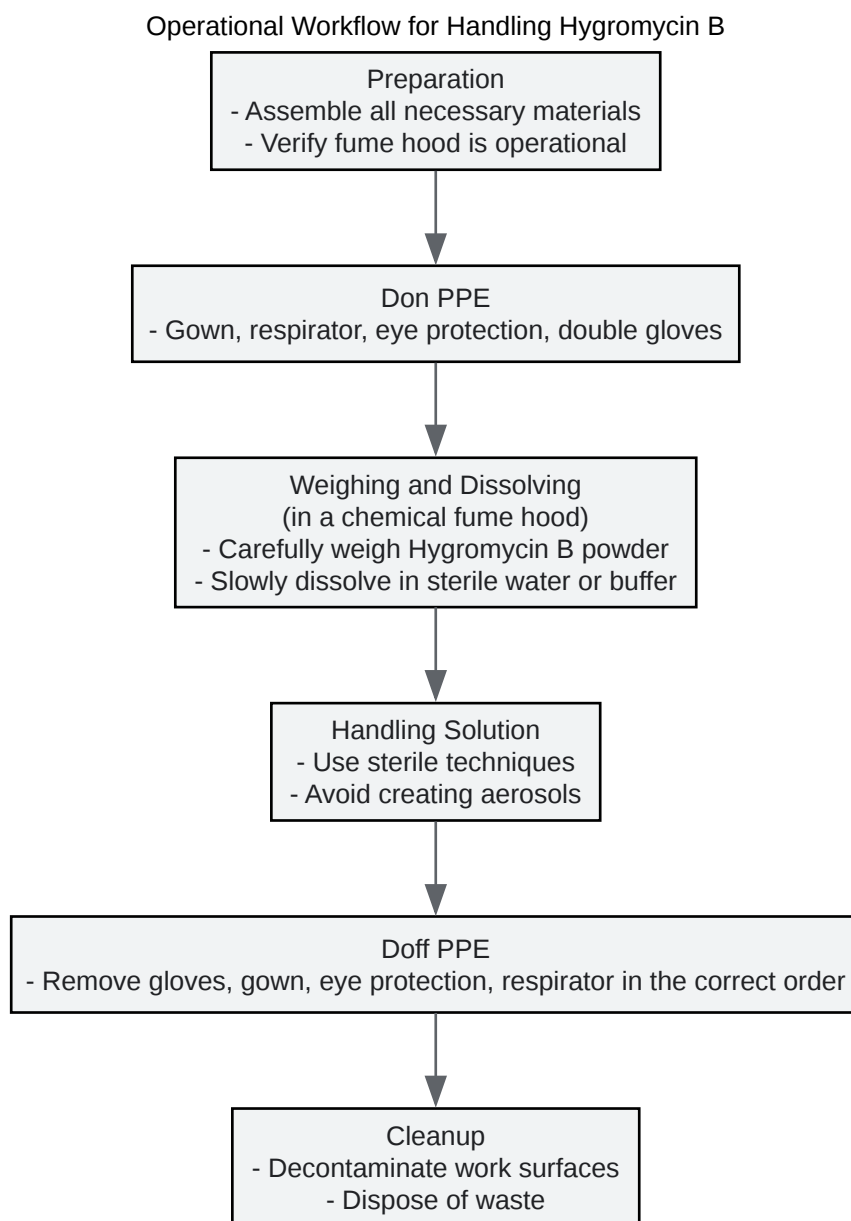 Operational Workflow for Handling Hygromycin B
Preparation
- Assemble all necessary materials
- Verify fume hood is operational
Don PPE
- Gown, respirator, eye protection, double gloves
Weighing and Dissolving
(in a chemical fume hood)
- Carefully weigh Hygromycin B powder
- Slowly dissolve in sterile water or buffer
Handling Solution
- Use sterile techniques
- Avoid creating aerosols
Doff PPE
- Remove gloves, gown, eye protection, respirator in the correct order
Cleanup
- Decontaminate work surfaces
- Dispose of waste